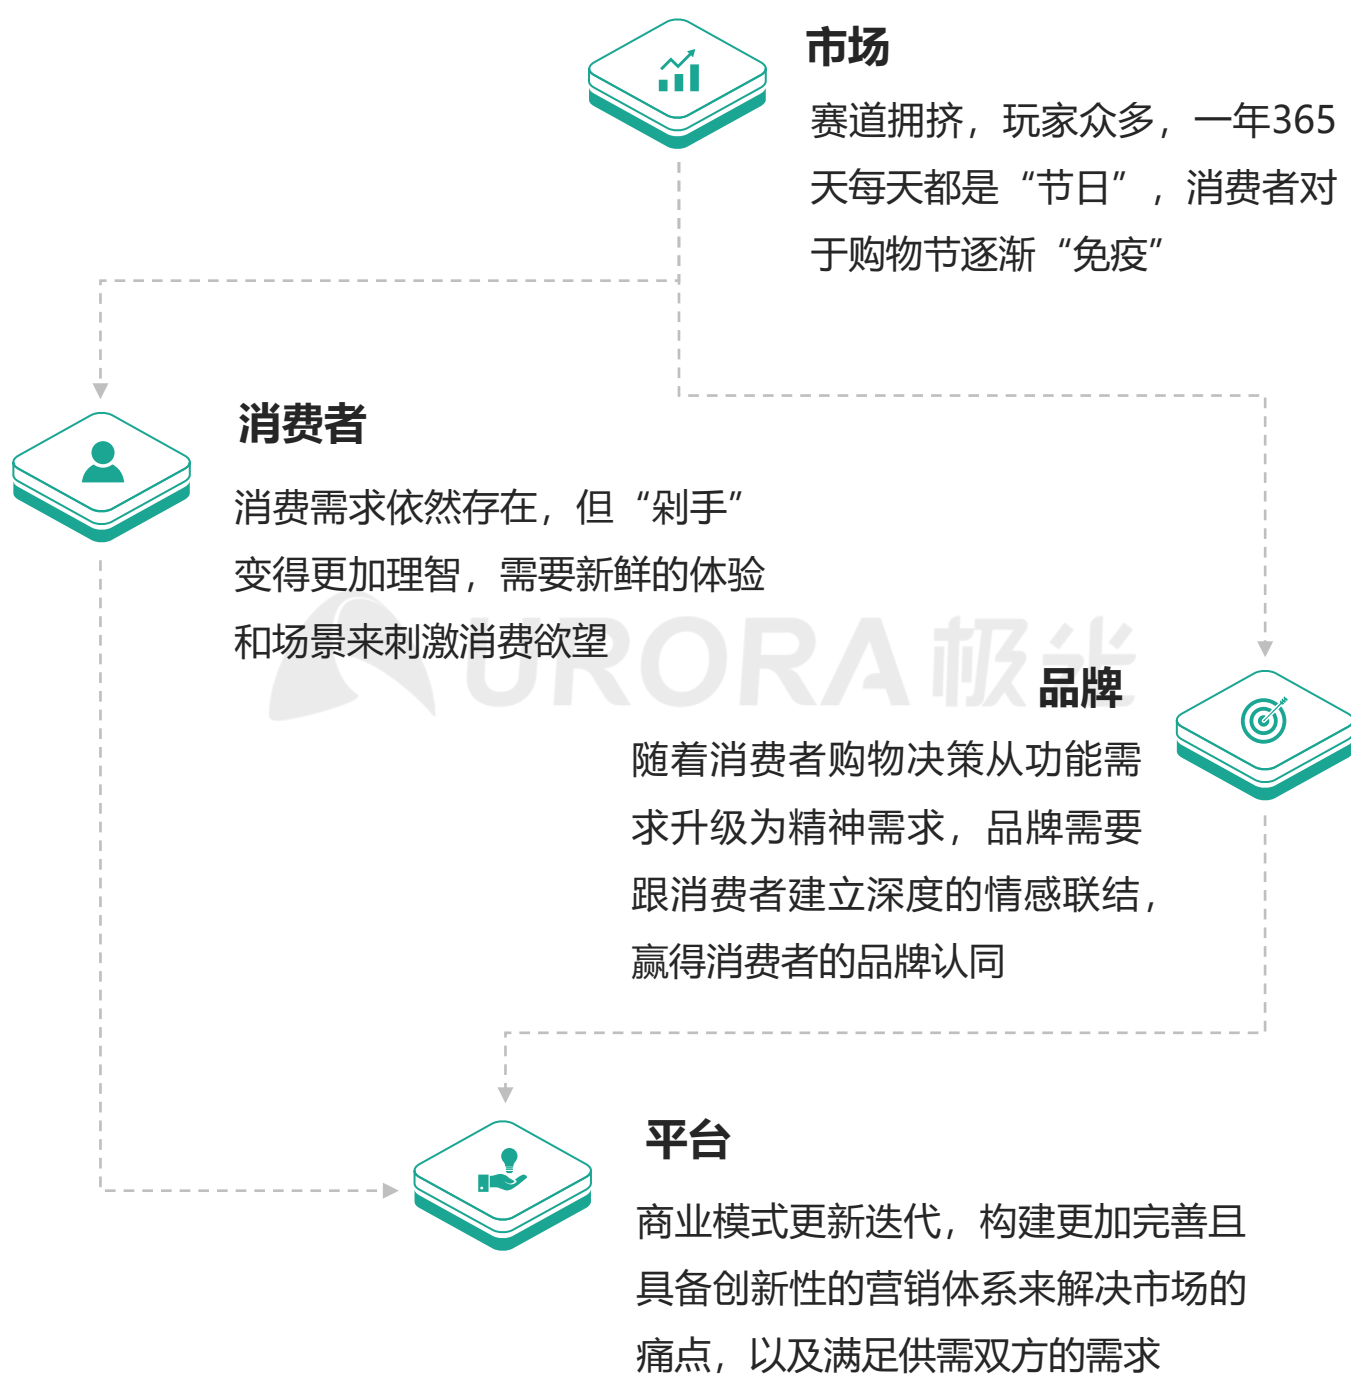 市场
赛道拥挤，玩家众多，一年365
天每天都是“节日”，消费者对
于购物节逐渐“免疫”
消费者
消费需求依然存在，但“剁手”
变得更加理智，需要新鲜的体验
和场景来刺激消费欲望
URORA 极光
品牌
随着消费者购物决策从功能需
求升级为精神需求，品牌需要
跟消费者建立深度的情感联结，
赢得消费者的品牌认同
平台
商业模式更新迭代，构建更加完善且
具备创新性的营销体系来解决市场的
痛点，以及满足供需双方的需求